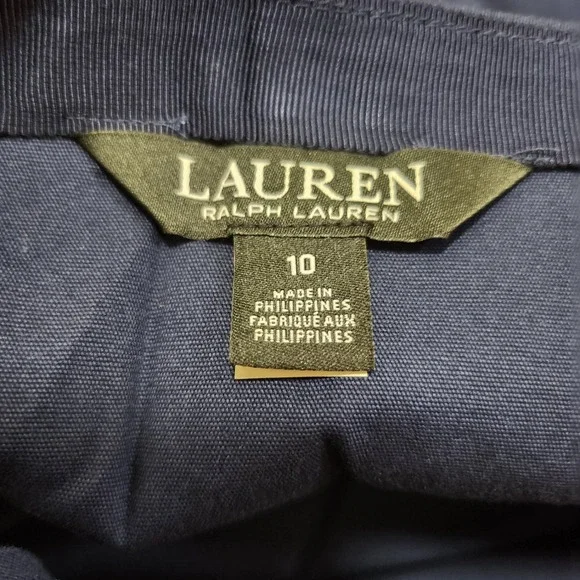 LAUREN
RALPH LAUREN
10
MADE IN
PHILIPPINES
FABRIQUÉ AUX
PHILIPPINES